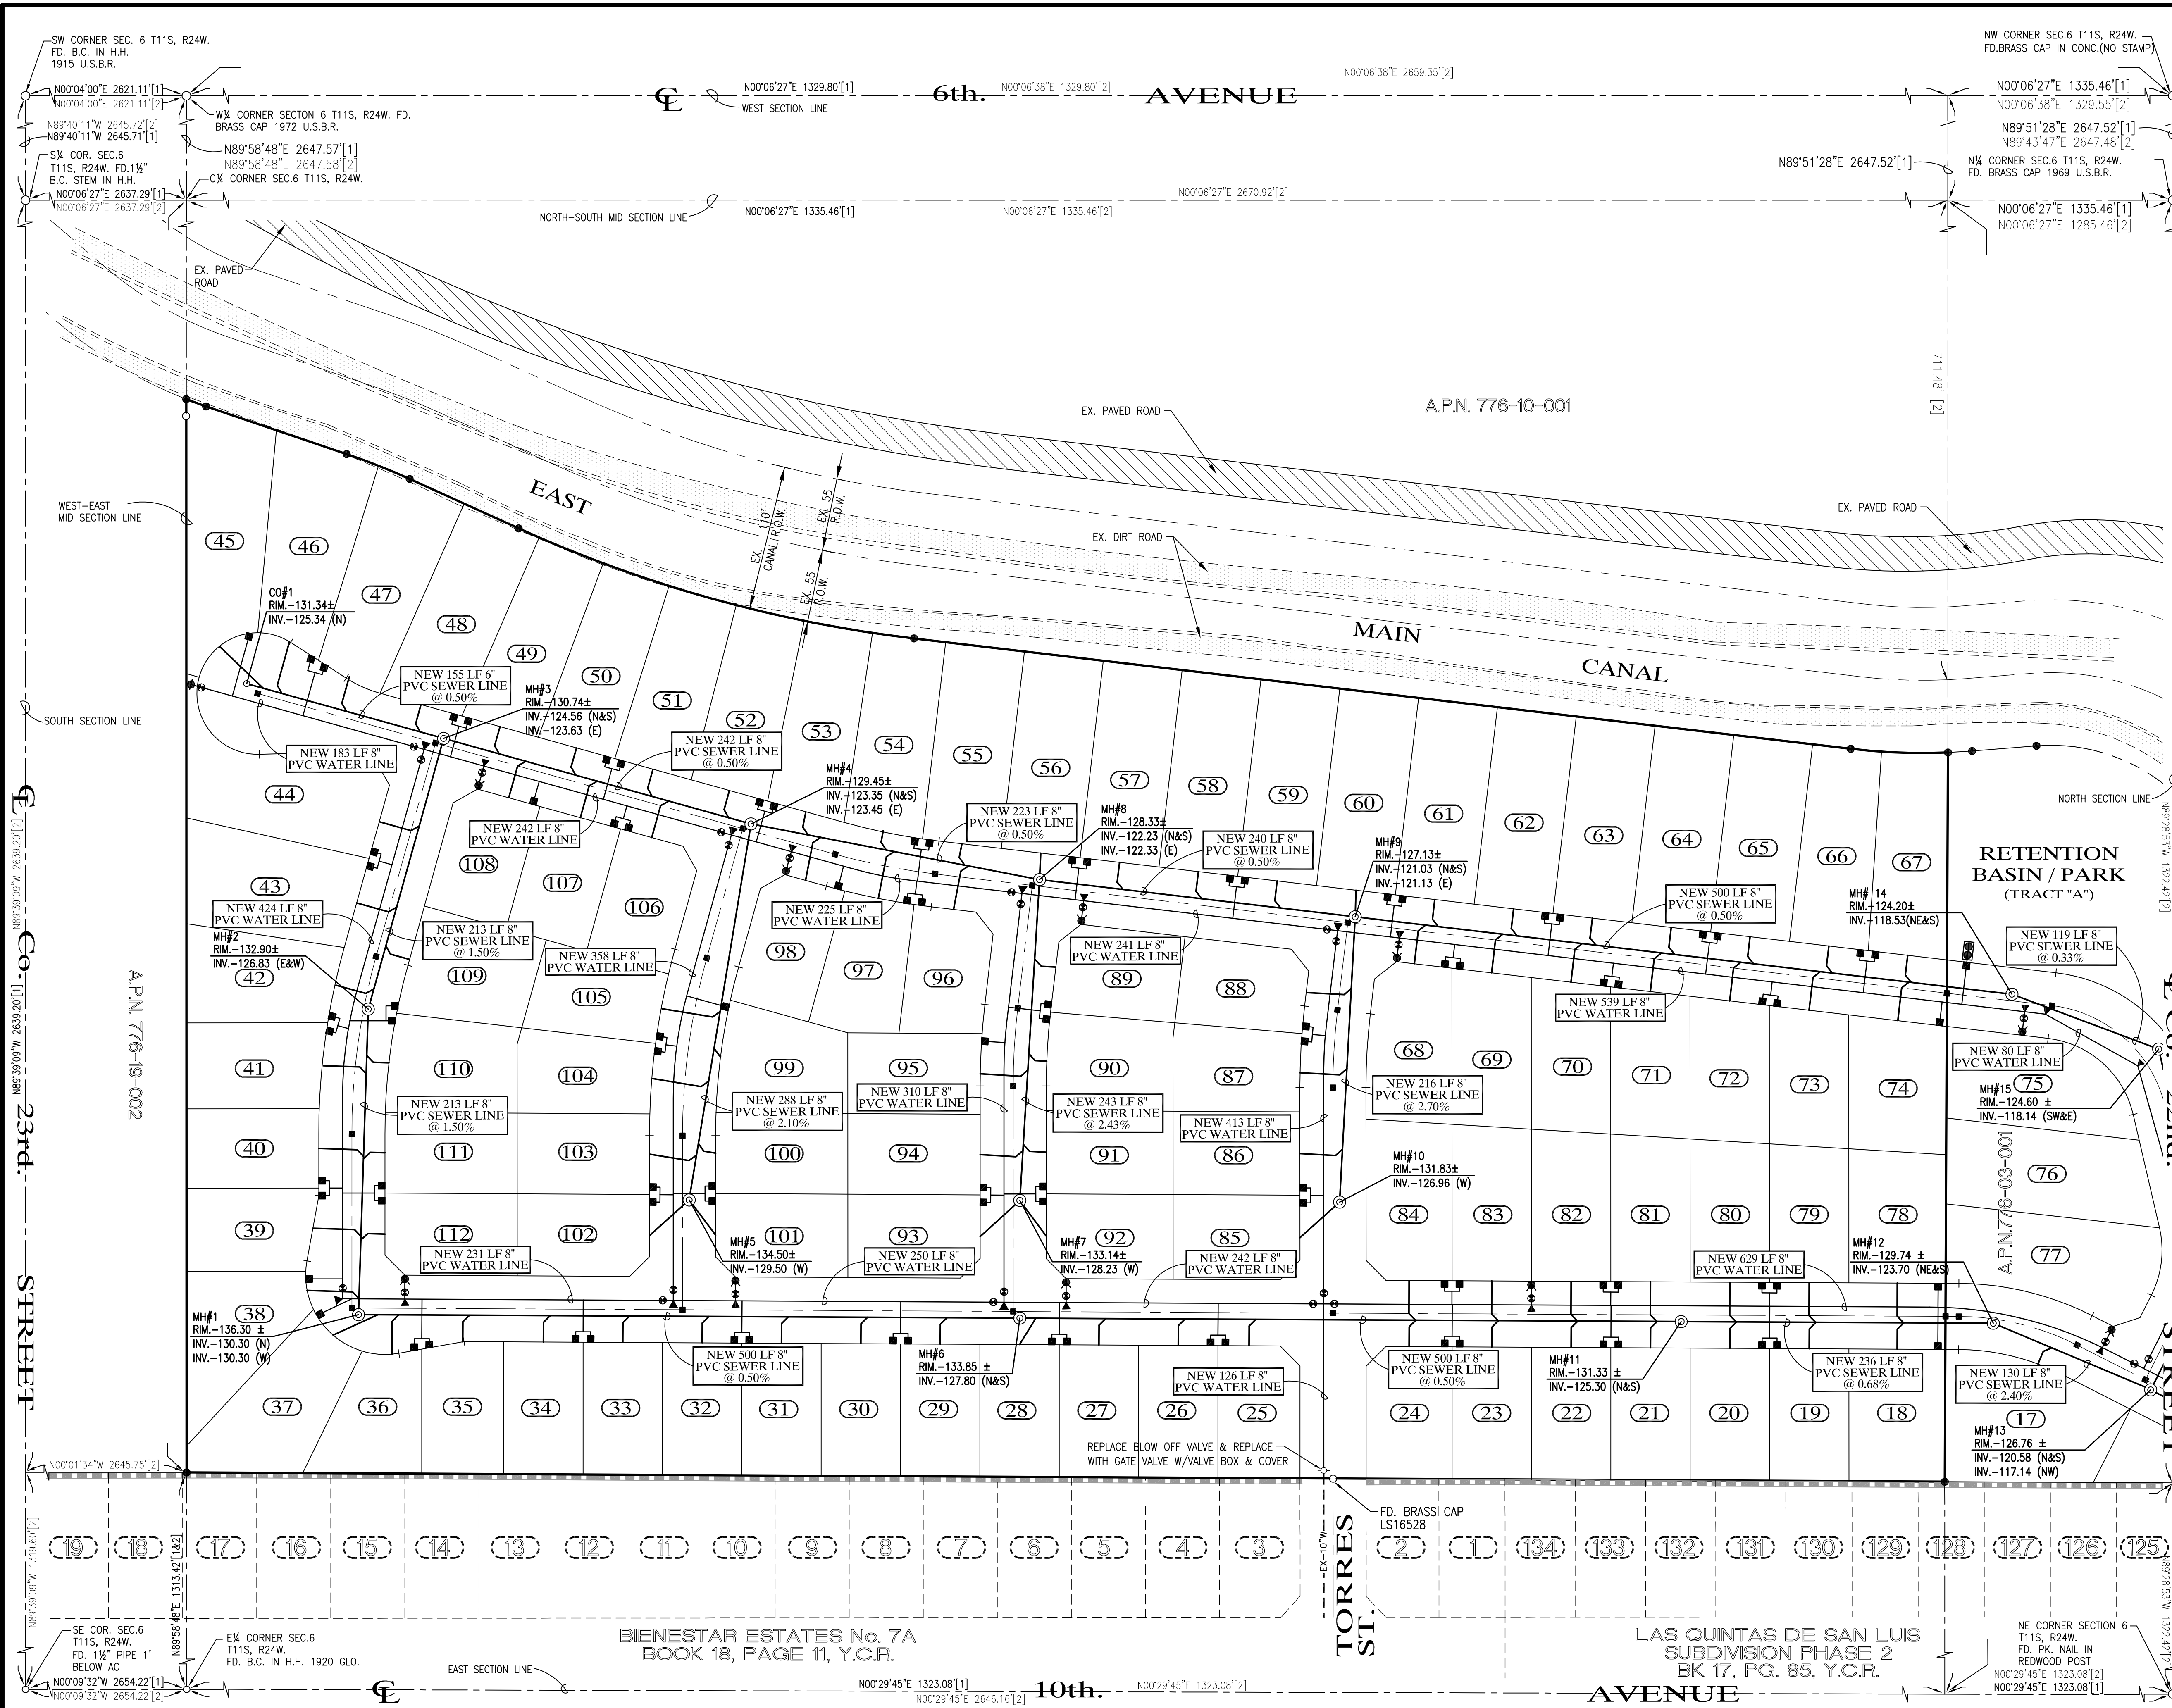 SW CORNER SEC. 6 T11S, R24W.
FD. B.C. IN H.H.
1915 U.S.B.R.
N00°04'00"E 2621.11'[1]
N00°04'00"E 2621.11'[2]
N89°40'11"W 2645.72'[2]
N89°40'11"W 2645.71'[1]
S¼ COR. SEC.6
T11S, R24W. FD.1½"
B.C. STEM IN H.H.
N00°06'27"E 2637.29'[1]
N00°06'27"E 2637.29'[2]
W¼ CORNER SECTON 6 T11S, R24W. FD.
BRASS CAP 1972 U.S.B.R.
N89°58'48"E 2647.57'[1]
N89°58'48"E 2647.58'[2]
C¼ CORNER SEC.6 T11S, R24W.
℄ 6th. AVENUE
N00°06'27"E 1329.80'[1]
WEST SECTION LINE
N00°06'38"E 1329.80'[2]
N00°06'38"E 2659.35'[2]
NORTH-SOUTH MID SECTION LINE
N00°06'27"E 1335.46'[1]
N00°06'27"E 1335.46'[2]
N00°06'27"E 2670.92'[2]
NW CORNER SEC.6 T11S, R24W.
FD.BRASS CAP IN CONC.(NO STAMP)
N00°06'27"E 1335.46'[1]
N00°06'38"E 1329.55'[2]
N89°51'28"E 2647.52'[1]
N89°43'47"E 2647.48'[2]
N89°51'28"E 2647.52'[1]
N¼ CORNER SEC.6 T11S, R24W.
FD. BRASS CAP 1969 U.S.B.R.
N00°06'27"E 1335.46'[1]
N00°06'27"E 1285.46'[2]
EX. PAVED
ROAD
711.48' [2]
EX. PAVED ROAD
A.P.N. 776-10-001
EX. PAVED ROAD
EX. DIRT ROAD
EAST
MAIN
CANAL
EX. 110'
CANAL R.O.W.
EX. 55
R.O.W.
EX. 55
R.O.W.
WEST-EAST
MID SECTION LINE
SOUTH SECTION LINE
NORTH SECTION LINE
45
46
47
48
49
50
51
52
53
54
55
56
57
58
59
60
61
62
63
64
65
66
67
CO#1
RIM.-131.34±
INV.-125.34 (N)
NEW 155 LF 6"
PVC SEWER LINE
@ 0.50%
MH#3
RIM.-130.74±
INV.-124.56 (N&S)
INV.-123.63 (E)
NEW 183 LF 8"
PVC WATER LINE
NEW 242 LF 8"
PVC SEWER LINE
@ 0.50%
NEW 242 LF 8"
PVC WATER LINE
MH#4
RIM.-129.45±
INV.-123.35 (N&S)
INV.-123.45 (E)
NEW 223 LF 8"
PVC SEWER LINE
@ 0.50%
NEW 225 LF 8"
PVC WATER LINE
MH#8
RIM.-128.33±
INV.-122.23 (N&S)
INV.-122.33 (E)
NEW 240 LF 8"
PVC SEWER LINE
@ 0.50%
NEW 241 LF 8"
PVC WATER LINE
MH#9
RIM.-127.13±
INV.-121.03 (N&S)
INV.-121.13 (E)
NEW 500 LF 8"
PVC SEWER LINE
@ 0.50%
NEW 539 LF 8"
PVC WATER LINE
MH# 14
RIM.-124.20±
INV.-118.53(NE&S)
RETENTION
BASIN / PARK
(TRACT "A")
NEW 119 LF 8"
PVC SEWER LINE
@ 0.33%
NEW 80 LF 8"
PVC WATER LINE
MH#15
RIM.-124.60 ±
INV.-118.14 (SW&E)
A.P.N.776-03-001
44
43
42
41
40
39
38
NEW 424 LF 8"
PVC WATER LINE
MH#2
RIM.-132.90±
INV.-126.83 (E&W)
NEW 213 LF 8"
PVC SEWER LINE
@ 1.50%
NEW 213 LF 8"
PVC SEWER LINE
@ 1.50%
NEW 358 LF 8"
PVC WATER LINE
108
107
106
109
105
110
104
111
103
112
102
98
97
96
99
95
100
94
101
93
NEW 288 LF 8"
PVC SEWER LINE
@ 2.10%
NEW 310 LF 8"
PVC WATER LINE
89
88
90
87
91
86
92
85
NEW 243 LF 8"
PVC SEWER LINE
@ 2.43%
NEW 413 LF 8"
PVC WATER LINE
68
69
70
71
72
73
74
75
76
77
NEW 216 LF 8"
PVC SEWER LINE
@ 2.70%
MH#10
RIM.-131.83±
INV.-126.96 (W)
84
83
82
81
80
79
78
MH#1
RIM.-136.30 ±
INV.-130.30 (N)
INV.-130.30 (W)
NEW 231 LF 8"
PVC WATER LINE
MH#5
RIM.-134.50±
INV.-129.50 (W)
NEW 250 LF 8"
PVC WATER LINE
MH#7
RIM.-133.14±
INV.-128.23 (W)
NEW 242 LF 8"
PVC WATER LINE
NEW 629 LF 8"
PVC WATER LINE
MH#12
RIM.-129.74 ±
INV.-123.70 (NE&S)
NEW 500 LF 8"
PVC SEWER LINE
@ 0.50%
MH#6
RIM.-133.85 ±
INV.-127.80 (N&S)
NEW 126 LF 8"
PVC WATER LINE
NEW 500 LF 8"
PVC SEWER LINE
@ 0.50%
MH#11
RIM.-131.33 ±
INV.-125.30 (N&S)
NEW 236 LF 8"
PVC SEWER LINE
@ 0.68%
NEW 130 LF 8"
PVC SEWER LINE
@ 2.40%
MH#13
RIM.-126.76 ±
INV.-120.58 (N&S)
INV.-117.14 (NW)
37
36
35
34
33
32
31
30
29
28
27
26
25
24
23
22
21
20
19
18
17
REPLACE BLOW OFF VALVE & REPLACE
WITH GATE VALVE W/VALVE BOX & COVER
FD. BRASS CAP
LS16528
EX-10"W
TORRES
ST.
A.P.N. 776-19-002
℄ Co. 23rd. STREET
N89°39'09"W 2639.20'[1]
N89°39'09"W 2639.20'[2]
℄ Co. 22rd. STREET
N89°28'53"W 1322.42'[2]
N00°01'34"W 2645.75'[2]
N89°39'09"W 1319.60'[2]
N89°58'48"E 1313.42'[1&2]
19
18
17
16
15
14
13
12
11
10
9
8
7
6
5
4
3
2
1
134
133
132
131
130
129
128
127
126
125
SE COR. SEC.6
T11S, R24W.
FD. 1½" PIPE 1'
BELOW AC
N00°09'32"W 2654.22'[1]
N00°09'32"W 2654.22'[2]
E¼ CORNER SEC.6
T11S, R24W.
FD. B.C. IN H.H. 1920 GLO.
BIENESTAR ESTATES No. 7A
BOOK 18, PAGE 11, Y.C.R.
LAS QUINTAS DE SAN LUIS
SUBDIVISION PHASE 2
BK 17, PG. 85, Y.C.R.
EAST SECTION LINE
℄ 10th. AVENUE
N00°29'45"E 1323.08'[1]
N00°29'45"E 2646.16'[2]
N00°29'45"E 1323.08'[2]
NE CORNER SECTION 6
T11S, R24W.
FD. PK. NAIL IN
REDWOOD POST
N00°29'45"E 1323.08'[2]
N00°29'45"E 1323.08'[1]
N89°28'53"W 1322.42'[2]